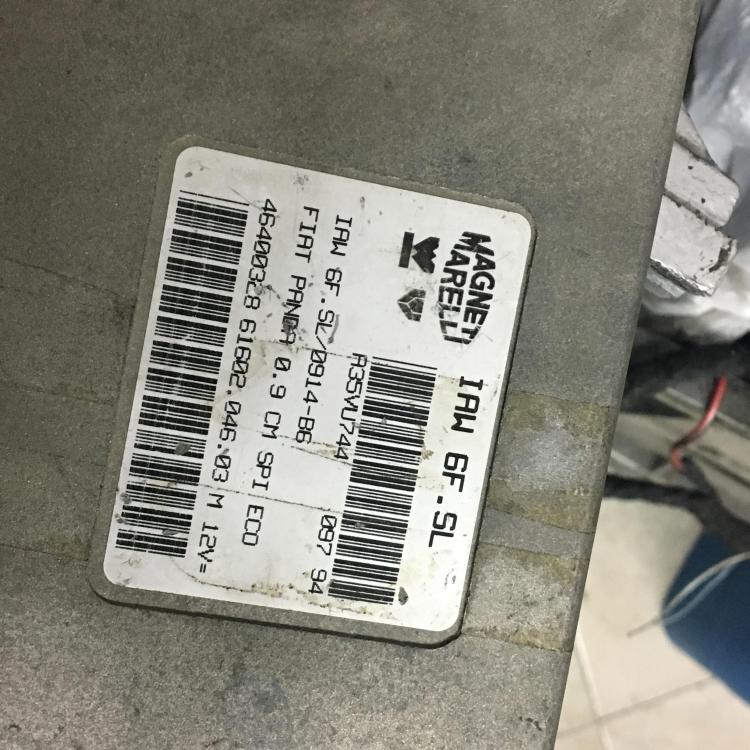 MAGNETI
MARELLI
IAW 6F.SL
A35VU744 097 94
IAW 6F.SL/0914-B6
FIAT PANDA 0.9 CM SPI ECO
46400328 61602.046.03 M 12V=